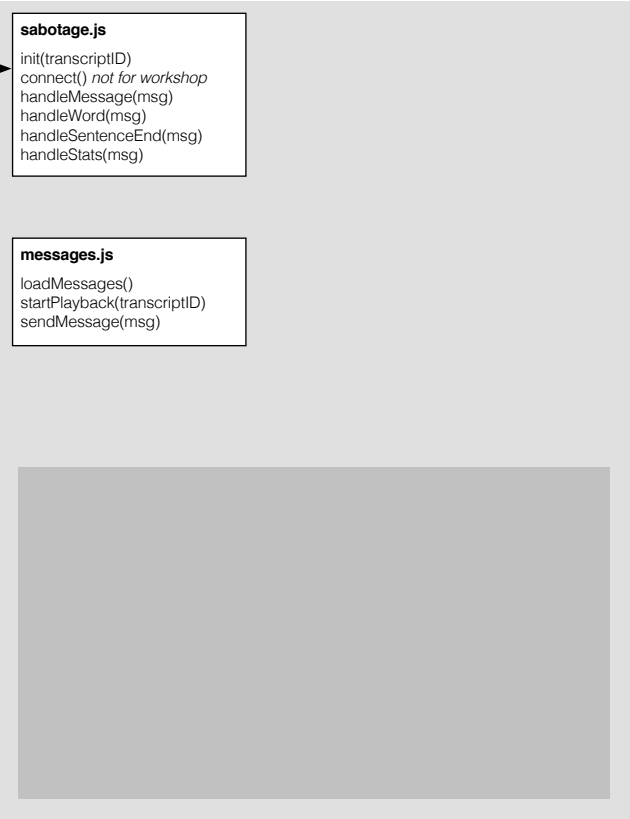 sabotage.js
init(transcriptID)
connect() not for workshop
handleMessage(msg)
handleWord(msg)
handleSentenceEnd(msg)
handleStats(msg)
messages.js
loadMessages()
startPlayback(transcriptID)
sendMessage(msg)